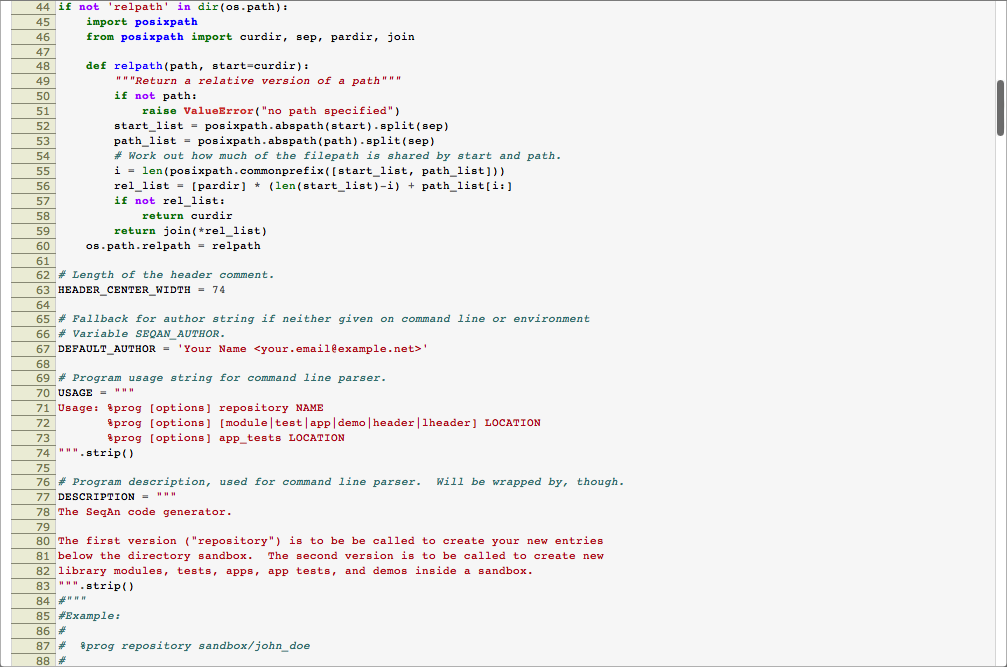 44 if not 'relpath' in dir(os.path):
45     import posixpath
46     from posixpath import curdir, sep, pardir, join
47
48     def relpath(path, start=curdir):
49         """Return a relative version of a path"""
50         if not path:
51             raise ValueError("no path specified")
52         start_list = posixpath.abspath(start).split(sep)
53         path_list = posixpath.abspath(path).split(sep)
54         # Work out how much of the filepath is shared by start and path.
55         i = len(posixpath.commonprefix([start_list, path_list]))
56         rel_list = [pardir] * (len(start_list)-i) + path_list[i:]
57         if not rel_list:
58             return curdir
59         return join(*rel_list)
60     os.path.relpath = relpath
61
62 # Length of the header comment.
63 HEADER_CENTER_WIDTH = 74
64
65 # Fallback for author string if neither given on command line or environment
66 # Variable SEQAN_AUTHOR.
67 DEFAULT_AUTHOR = 'Your Name <your.email@example.net>'
68
69 # Program usage string for command line parser.
70 USAGE = """
71 Usage: %prog [options] repository NAME
72        %prog [options] [module|test|app|demo|header|lheader] LOCATION
73        %prog [options] app_tests LOCATION
74 """.strip()
75
76 # Program description, used for command line parser.  Will be wrapped by, though.
77 DESCRIPTION = """
78 The SeqAn code generator.
79
80 The first version ("repository") is to be be called to create your new entries
81 below the directory sandbox.  The second version is to be called to create new
82 library modules, tests, apps, app tests, and demos inside a sandbox.
83 """.strip()
84 #"""
85 #Example:
86 #
87 #  %prog repository sandbox/john_doe
88 #